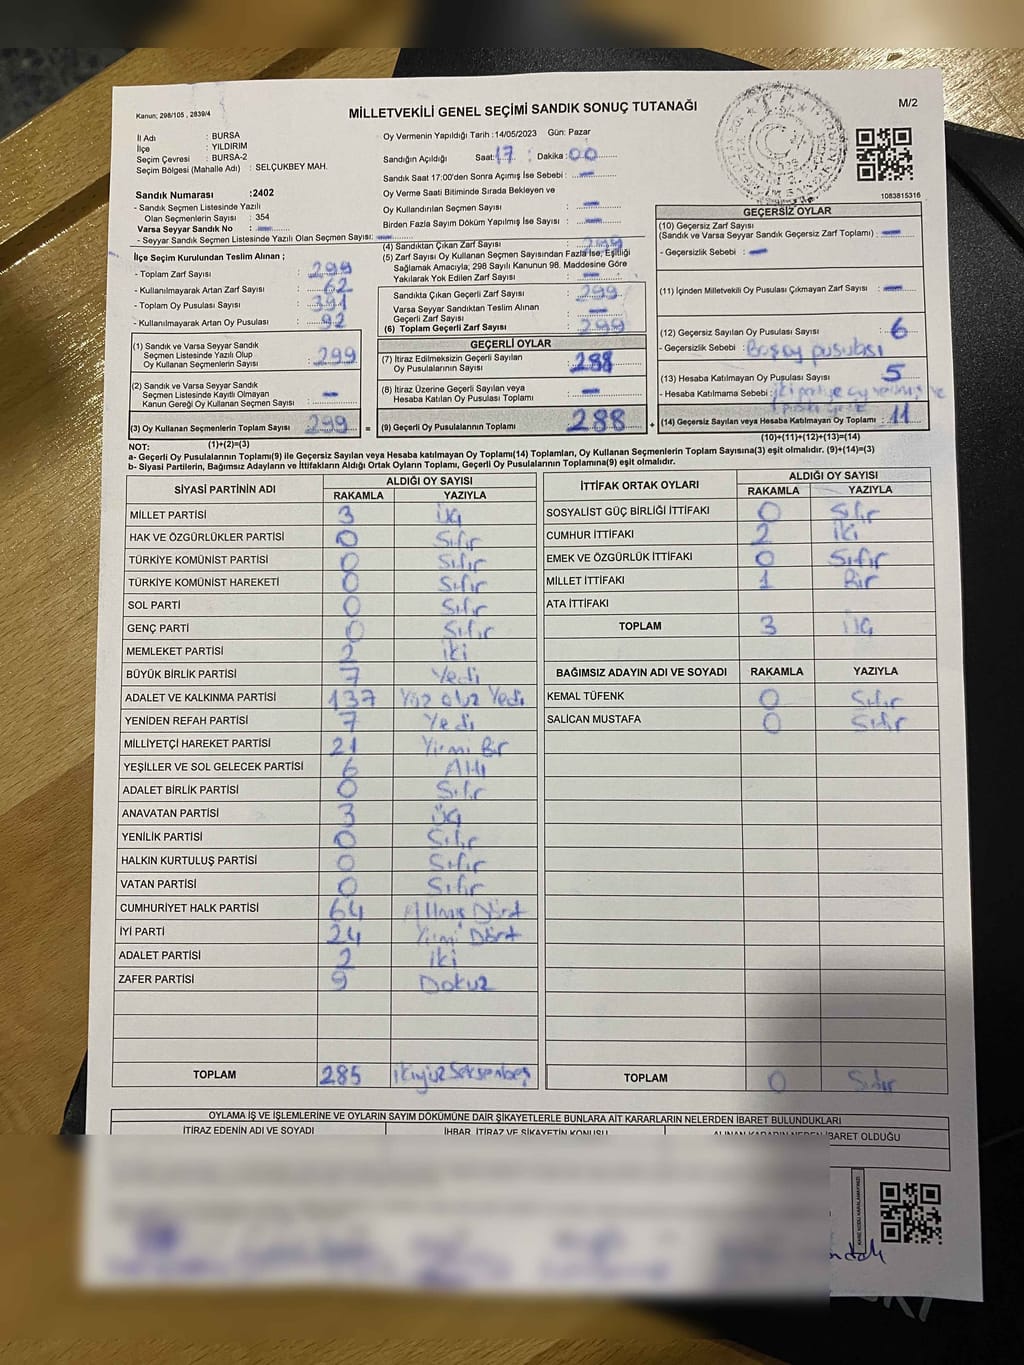 Kanun; 298/105 , 2839/4
MİLLETVEKİLİ GENEL SEÇİMİ SANDIK SONUÇ TUTANAĞI
M/2
İl Adı : BURSA
İlçe : YILDIRIM
Seçim Çevresi : BURSA-2
Seçim Bölgesi (Mahalle Adı) : SELÇUKBEY MAH.
Sandık Numarası :2402
- Sandık Seçmen Listesinde Yazılı
Olan Seçmenlerin Sayısı : 354
Varsa Seyyar Sandık No : —
- Seyyar Sandık Seçmen Listesinde Yazılı Olan Seçmen Sayısı: —
Oy Vermenin Yapıldığı Tarih :14/05/2023 Gün: Pazar
Sandığın Açıldığı Saat: 17 : Dakika: 00
Sandık Saat 17:00'den Sonra Açımış İse Sebebi : —
Oy Verme Saati Bitiminde Sırada Bekleyen ve
Oy Kullandırılan Seçmen Sayısı : —
Birden Fazla Sayım Döküm Yapılmış İse Sayısı : —
1083815316
İlçe Seçim Kurulundan Teslim Alınan ;
- Toplam Zarf Sayısı : 299
- Kullanılmayarak Artan Zarf Sayısı : 62
- Toplam Oy Pusulası Sayısı : 391
- Kullanılmayarak Artan Oy Pusulası : 92
(1) Sandık ve Varsa Seyyar Sandık
Seçmen Listesinde Yazılı Olup
Oy Kullanan Seçmenlerin Sayısı : 299
(2) Sandık ve Varsa Seyyar Sandık
Seçmen Listesinde Kayıtlı Olmayan
Kanun Gereği Oy Kullanan Seçmen Sayısı : —
(3) Oy Kullanan Seçmenlerin Toplam Sayısı : 299 =
(1)+(2)=(3)
(4) Sandıktan Çıkan Zarf Sayısı : 299
(5) Zarf Sayısı Oy Kullanan Seçmen Sayısından Fazla İse, Eşitliği
Sağlamak Amacıyla; 298 Sayılı Kanunun 98. Maddesine Göre
Yakılarak Yok Edilen Zarf Sayısı : —
Sandıkta Çıkan Geçerli Zarf Sayısı : 299
Varsa Seyyar Sandıktan Teslim Alınan
Geçerli Zarf Sayısı : —
(6) Toplam Geçerli Zarf Sayısı : 299
GEÇERLİ OYLAR
(7) İtiraz Edilmeksizin Geçerli Sayılan
Oy Pusulalarının Sayısı : 288
(8) İtiraz Üzerine Geçerli Sayılan veya
Hesaba Katılan Oy Pusulası Toplamı : —
(9) Geçerli Oy Pusulalarının Toplamı : 288 +
GEÇERSİZ OYLAR
(10) Geçersiz Zarf Sayısı
(Sandık ve Varsa Seyyar Sandık Geçersiz Zarf Toplamı) : —
- Geçersizlik Sebebi : —
(11) İçinden Milletvekili Oy Pusulası Çıkmayan Zarf Sayısı : —
(12) Geçersiz Sayılan Oy Pusulası Sayısı : 6
- Geçersizlik Sebebi : Boş oy pusulası
(13) Hesaba Katılmayan Oy Pusulası Sayısı : 5
- Hesaba Katılmama Sebebi : iki partiye oy
(14) Geçersiz Sayılan veya Hesaba Katılmayan Oy Toplamı : 11
(10)+(11)+(12)+(13)=(14)
NOT:
a- Geçerli Oy Pusulalarının Toplamı(9) ile Geçersiz Sayılan veya Hesaba katılmayan Oy Toplamı(14) Toplamları, Oy Kullanan Seçmenlerin Toplam Sayısına(3) eşit olmalıdır. (9)+(14)=(3)
b- Siyasi Partilerin, Bağımsız Adayların ve İttifakların Aldığı Ortak Oyların Toplamı, Geçerli Oy Pusulalarının Toplamına(9) eşit olmalıdır.
SİYASİ PARTİNİN ADI ALDIĞI OY SAYISI
RAKAMLA YAZIYLA
MİLLET PARTİSİ 3 üç
HAK VE ÖZGÜRLÜKLER PARTİSİ 0 Sıfır
TÜRKİYE KOMÜNİST PARTİSİ 0 Sıfır
TÜRKİYE KOMÜNİST HAREKETİ 0 Sıfır
SOL PARTİ 0 Sıfır
GENÇ PARTİ 0 Sıfır
MEMLEKET PARTİSİ 2 iki
BÜYÜK BİRLİK PARTİSİ 7 Yedi
ADALET VE KALKINMA PARTİSİ 137 Yüz otuz Yedi
YENİDEN REFAH PARTİSİ 7 Yedi
MİLLİYETÇİ HAREKET PARTİSİ 21 Yirmi Bir
YEŞİLLER VE SOL GELECEK PARTİSİ 6 Altı
ADALET BİRLİK PARTİSİ 0 Sıfır
ANAVATAN PARTİSİ 3 üç
YENİLİK PARTİSİ 0 Sıfır
HALKIN KURTULUŞ PARTİSİ 0 Sıfır
VATAN PARTİSİ 0 Sıfır
CUMHURİYET HALK PARTİSİ 64 Altmış Dört
İYİ PARTİ 24 Yirmi Dört
ADALET PARTİSİ 2 iki
ZAFER PARTİSİ 9 Dokuz
TOPLAM 285 ikiyüz Seksenbeş
İTTİFAK ORTAK OYLARI ALDIĞI OY SAYISI
RAKAMLA YAZIYLA
SOSYALİST GÜÇ BİRLİĞİ İTTİFAKI 0 Sıfır
CUMHUR İTTİFAKI 2 iki
EMEK VE ÖZGÜRLÜK İTTİFAKI 0 Sıfır
MİLLET İTTİFAKI 1 Bir
ATA İTTİFAKI
TOPLAM 3 üç
BAĞIMSIZ ADAYIN ADI VE SOYADI RAKAMLA YAZIYLA
KEMAL TÜFENK 0 Sıfır
SALİCAN MUSTAFA 0 Sıfır
TOPLAM 0 Sıfır
OYLAMA İŞ VE İŞLEMLERİNE VE OYLARIN SAYIM DÖKÜMÜNE DAİR ŞİKAYETLERLE BUNLARA AİT KARARLARIN NELERDEN İBARET BULUNDUKLARI
İTİRAZ EDENİN ADI VE SOYADI İHBAR, İTİRAZ VE ŞİKAYETİN KONUSU ALINAN KARARIN NEDEN İBARET OLDUĞU